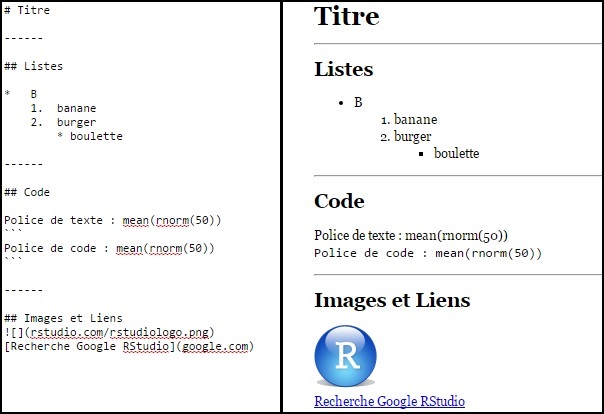 # Titre
------
## Listes
*   B
    1.  banane
    2.  burger
        * boulette
------
## Code
Police de texte : mean(rnorm(50))
```
Police de code : mean(rnorm(50))
```
------
## Images et Liens
![](rstudio.com/rstudiologo.png)
[Recherche Google RStudio](google.com)
Titre
Listes
• B
1. banane
2. burger
▪ boulette
Code
Police de texte : mean(rnorm(50))
Police de code : mean(rnorm(50))
Images et Liens
R
Recherche Google RStudio